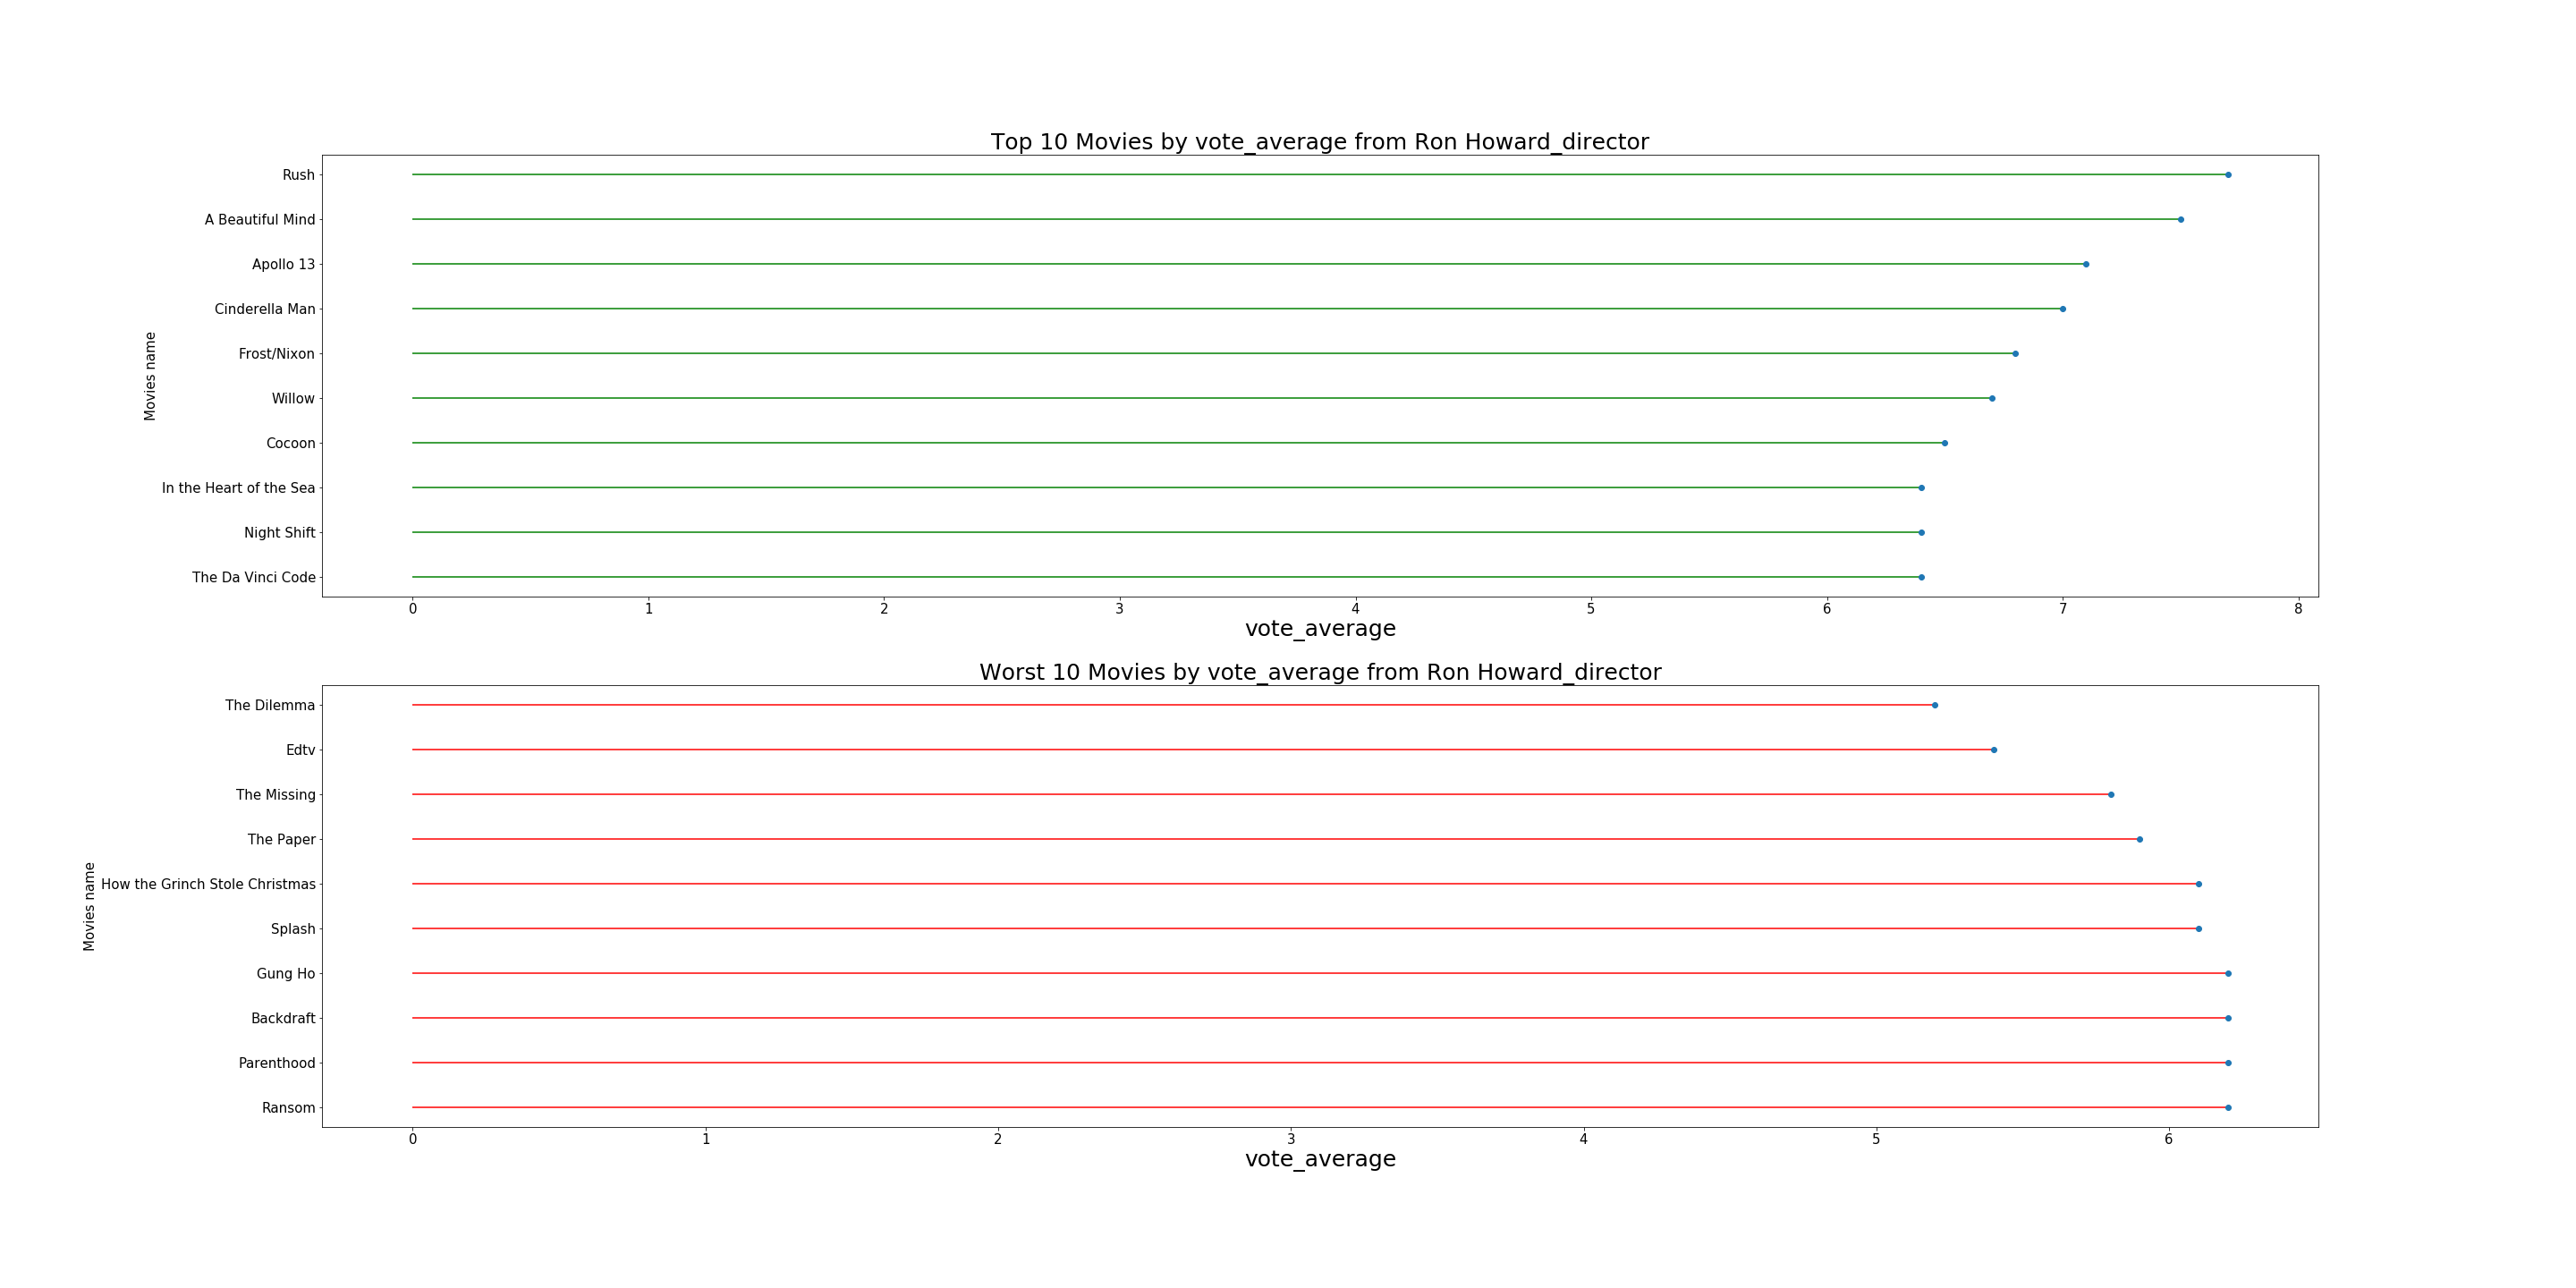 Top 10 Movies by vote_average from Ron Howard_director
Movies name
Rush
A Beautiful Mind
Apollo 13
Cinderella Man
Frost/Nixon
Willow
Cocoon
In the Heart of the Sea
Night Shift
The Da Vinci Code
0 1 2 3 4 5 6 7 8
vote_average
Worst 10 Movies by vote_average from Ron Howard_director
Movies name
The Dilemma
Edtv
The Missing
The Paper
How the Grinch Stole Christmas
Splash
Gung Ho
Backdraft
Parenthood
Ransom
0 1 2 3 4 5 6
vote_average